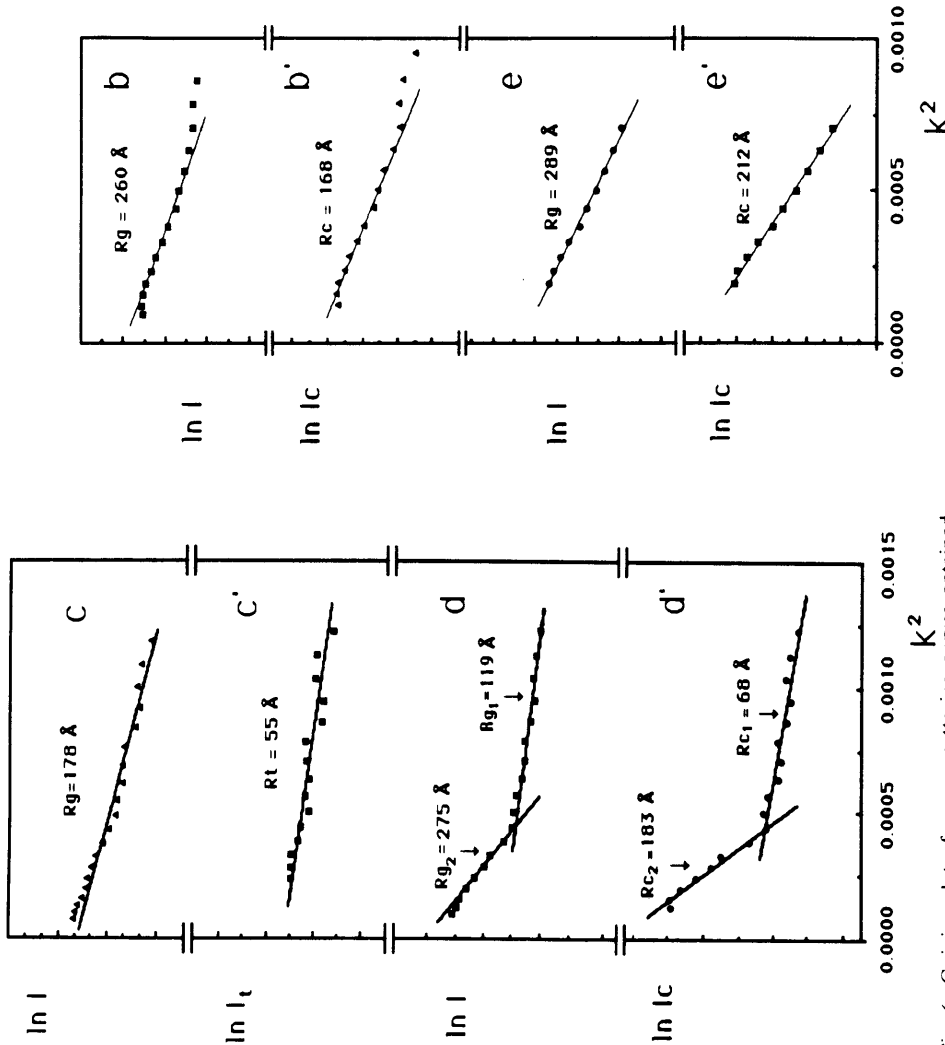 b
Rg = 260 Å
ln I
b'
Rc = 168 Å
ln Ic
e
Rg = 289 Å
ln I
e'
Rc = 212 Å
ln Ic
0.0000
0.0005
0.0010
k²
c
Rg=178 Å
ln I
c'
Rt = 55 Å
ln It
d
Rg₂=275 Å
Rg₁=119 Å
ln I
d'
Rc₂=183 Å
Rc₁=68 Å
ln Ic
0.0000
0.0005
0.0010
0.0015
k²